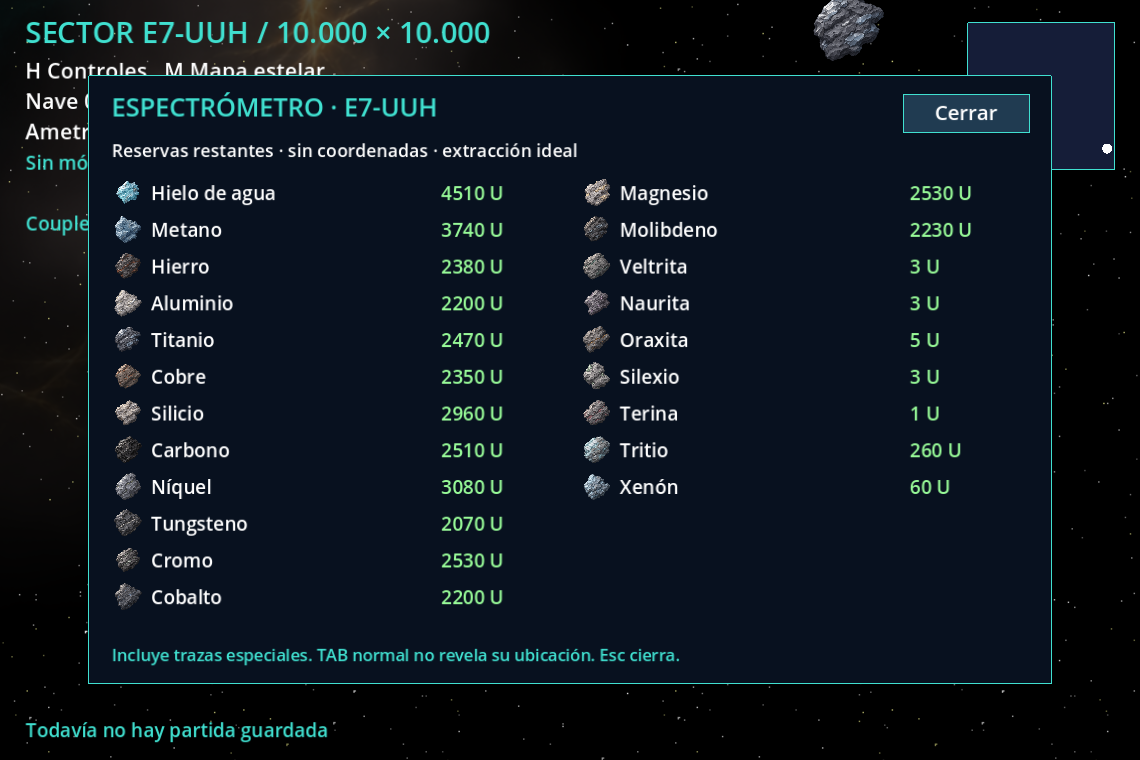 SECTOR E7-UUH / 10.000 × 10.000
H Controles M Mapa estelar
Nave
Sin
ESPECTRÓMETRO · E7-UUH
Cerrar
Reservas restantes · sin coordenadas · extracción ideal
Hielo de agua 4510 U
Metano 3740 U
Hierro 2380 U
Aluminio 2200 U
Titanio 2470 U
Cobre 2350 U
Silicio 2960 U
Carbono 2510 U
Níquel 3080 U
Tungsteno 2070 U
Cromo 2530 U
Cobalto 2200 U
Magnesio 2530 U
Molibdeno 2230 U
Veltrita 3 U
Naurita 3 U
Oraxita 5 U
Silexio 3 U
Terina 1 U
Tritio 260 U
Xenón 60 U
Incluye trazas especiales. TAB normal no revela su ubicación. Esc cierra.
Todavía no hay partida guardada